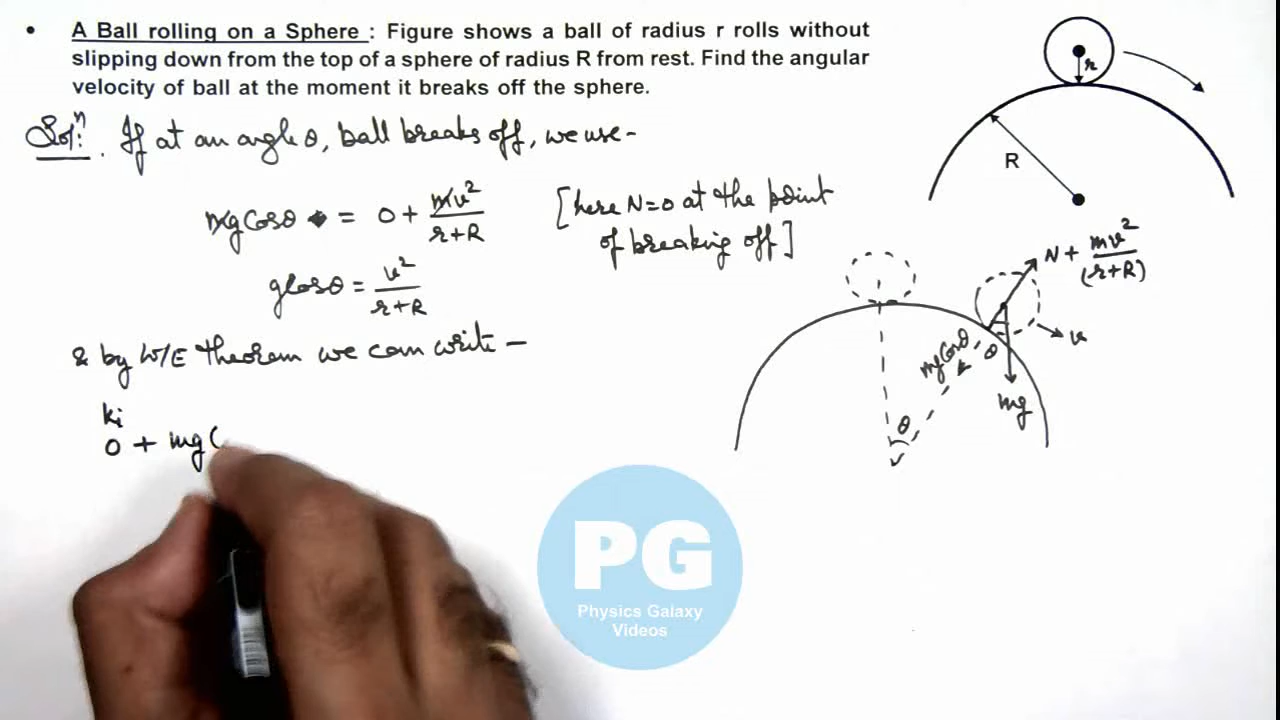 • A Ball rolling on a Sphere : Figure shows a ball of radius r rolls without
slipping down from the top of a sphere of radius R from rest. Find the angular
velocity of ball at the moment it breaks off the sphere.
r
R
Solⁿ: If at an angle θ, ball breaks off, we use –
mg cosθ = 0 + mv²/(r+R) [here N=0 at the point
of breaking off]
g cosθ = v²/(r+R)
& by W/E theorem we can write –
ki
0 + mg(
N + mv²/(r+R)
v
mg cosθ
θ
mg
θ
PG
Physics Galaxy
Videos